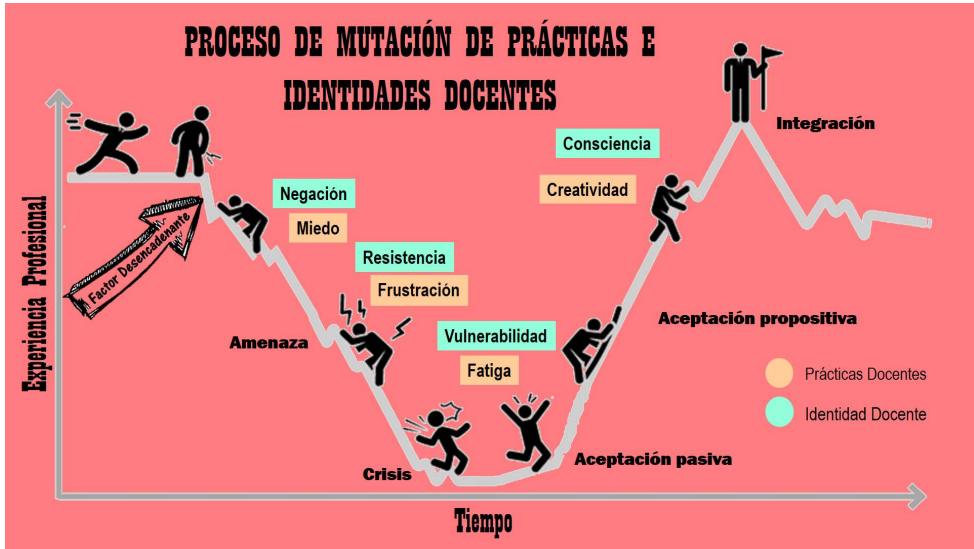 PROCESO DE MUTACIÓN DE PRÁCTICAS E
IDENTIDADES DOCENTES
Experiencia Profesional
Factor Desencadenante
Negación
Miedo
Resistencia
Frustración
Amenaza
Vulnerabilidad
Fatiga
Crisis
Aceptación pasiva
Consciencia
Creatividad
Aceptación propositiva
Integración
Prácticas Docentes
Identidad Docente
Tiempo